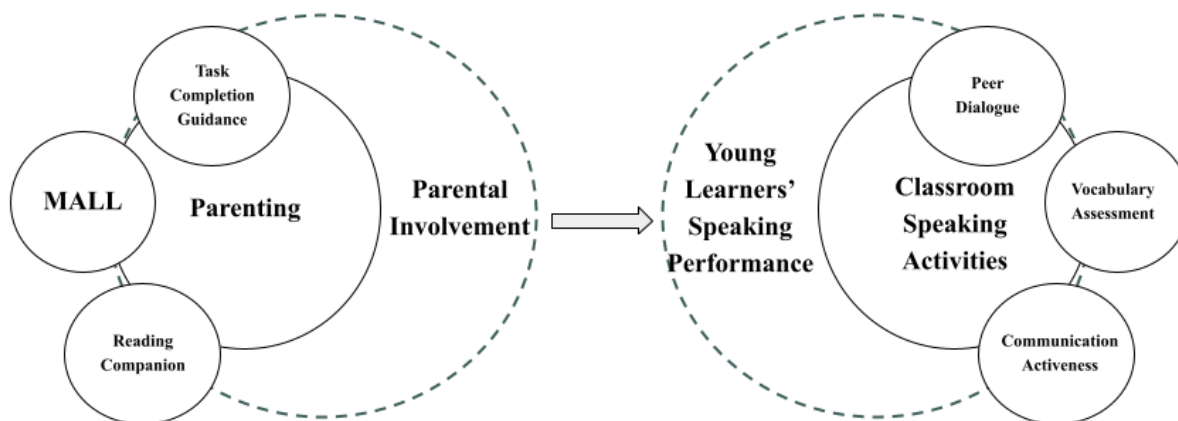 Task
Completion
Guidance
MALL
Parenting
Reading
Companion
Parental
Involvement
Young
Learners’
Speaking
Performance
Classroom
Speaking
Activities
Peer
Dialogue
Vocabulary
Assessment
Communication
Activeness